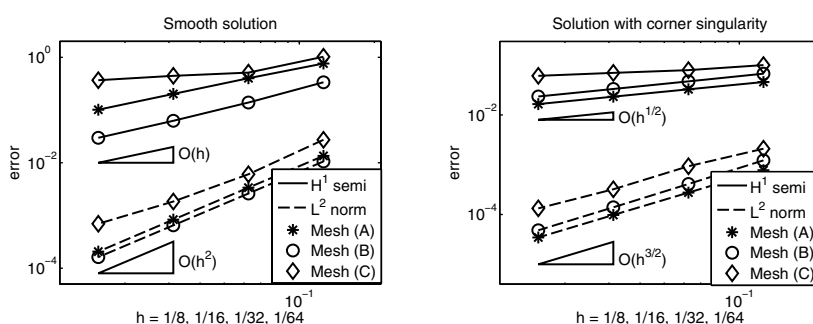 Smooth solution
10^0
10^{-2}
10^{-4}
error
O(h)
O(h^2)
H^1 semi
L^2 norm
Mesh (A)
Mesh (B)
Mesh (C)
10^{-1}
h = 1/8, 1/16, 1/32, 1/64
Solution with corner singularity
10^{-2}
10^{-4}
error
O(h^{1/2})
O(h^{3/2})
H^1 semi
L^2 norm
Mesh (A)
Mesh (B)
Mesh (C)
10^{-1}
h = 1/8, 1/16, 1/32, 1/64